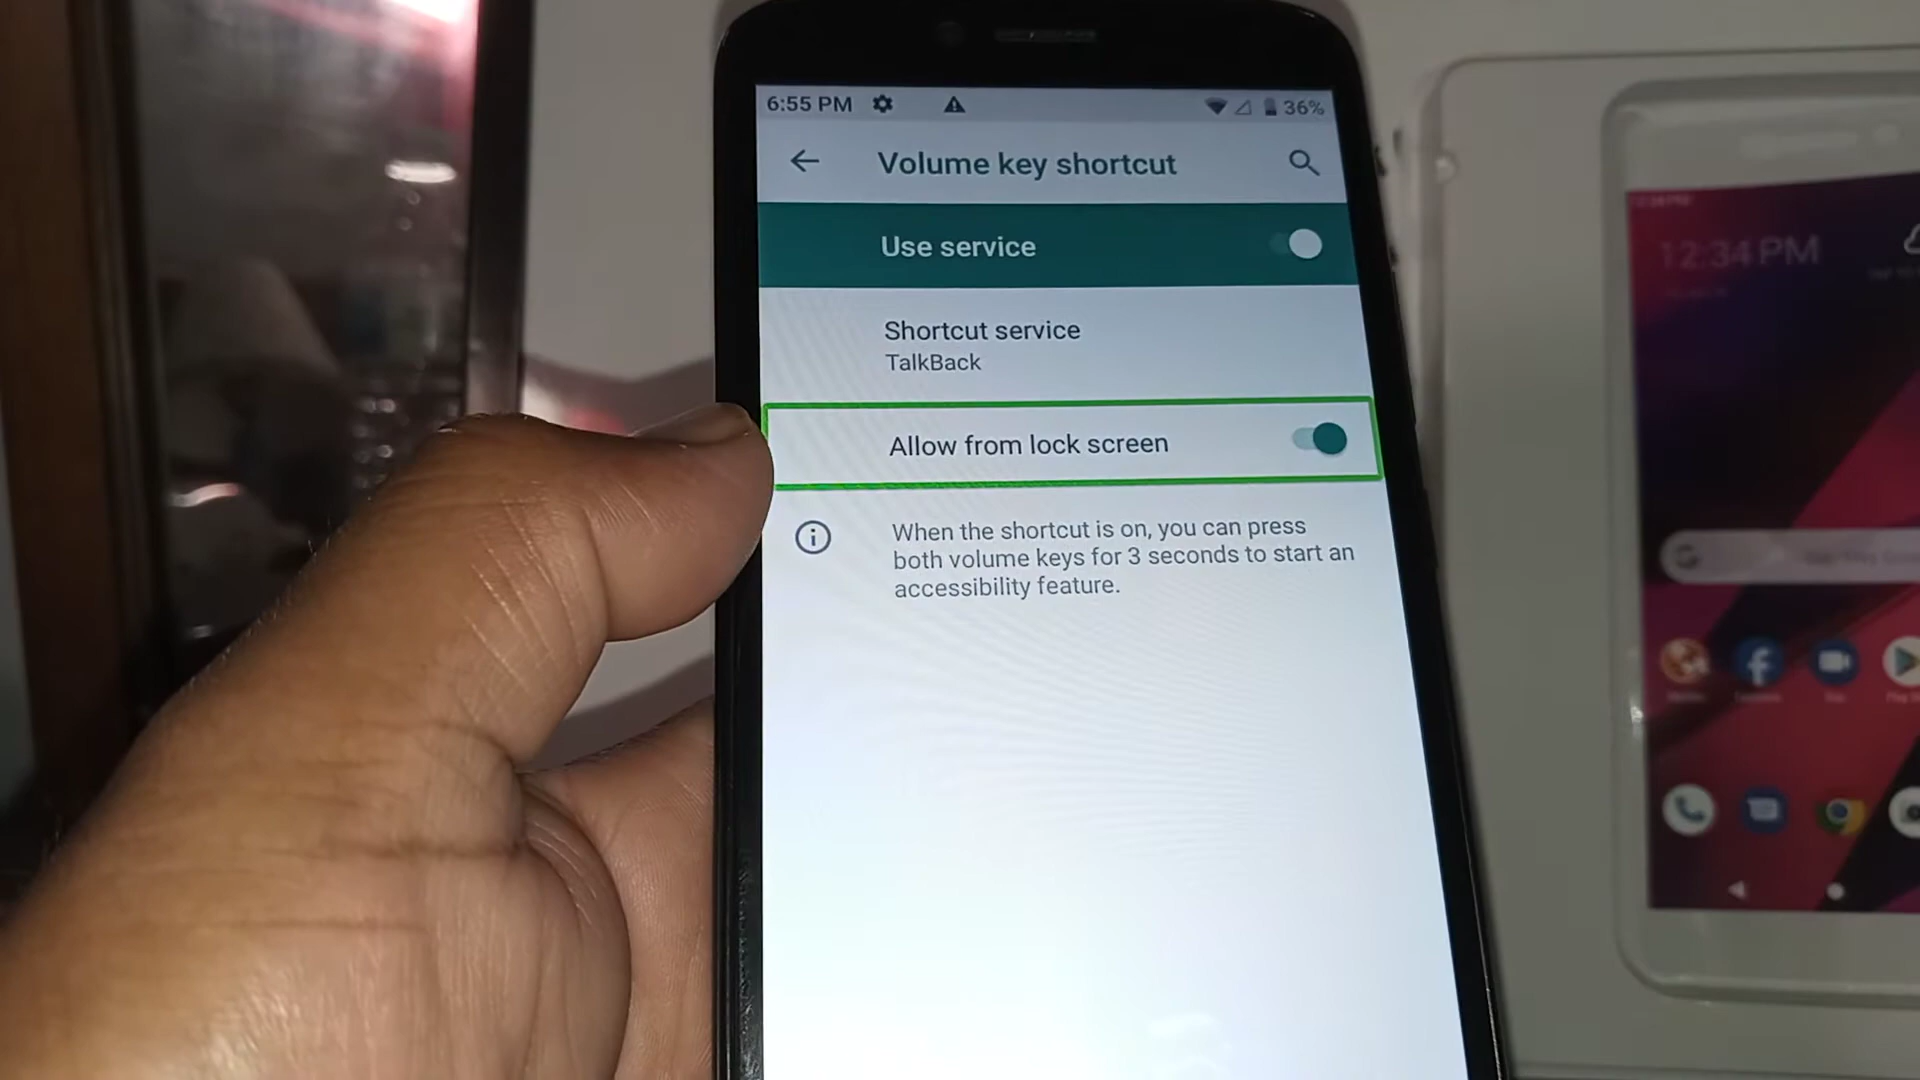 6:55 PM
36%
Volume key shortcut
Use service
Shortcut service
TalkBack
Allow from lock screen
When the shortcut is on, you can press
both volume keys for 3 seconds to start an
accessibility feature.
12:34 PM